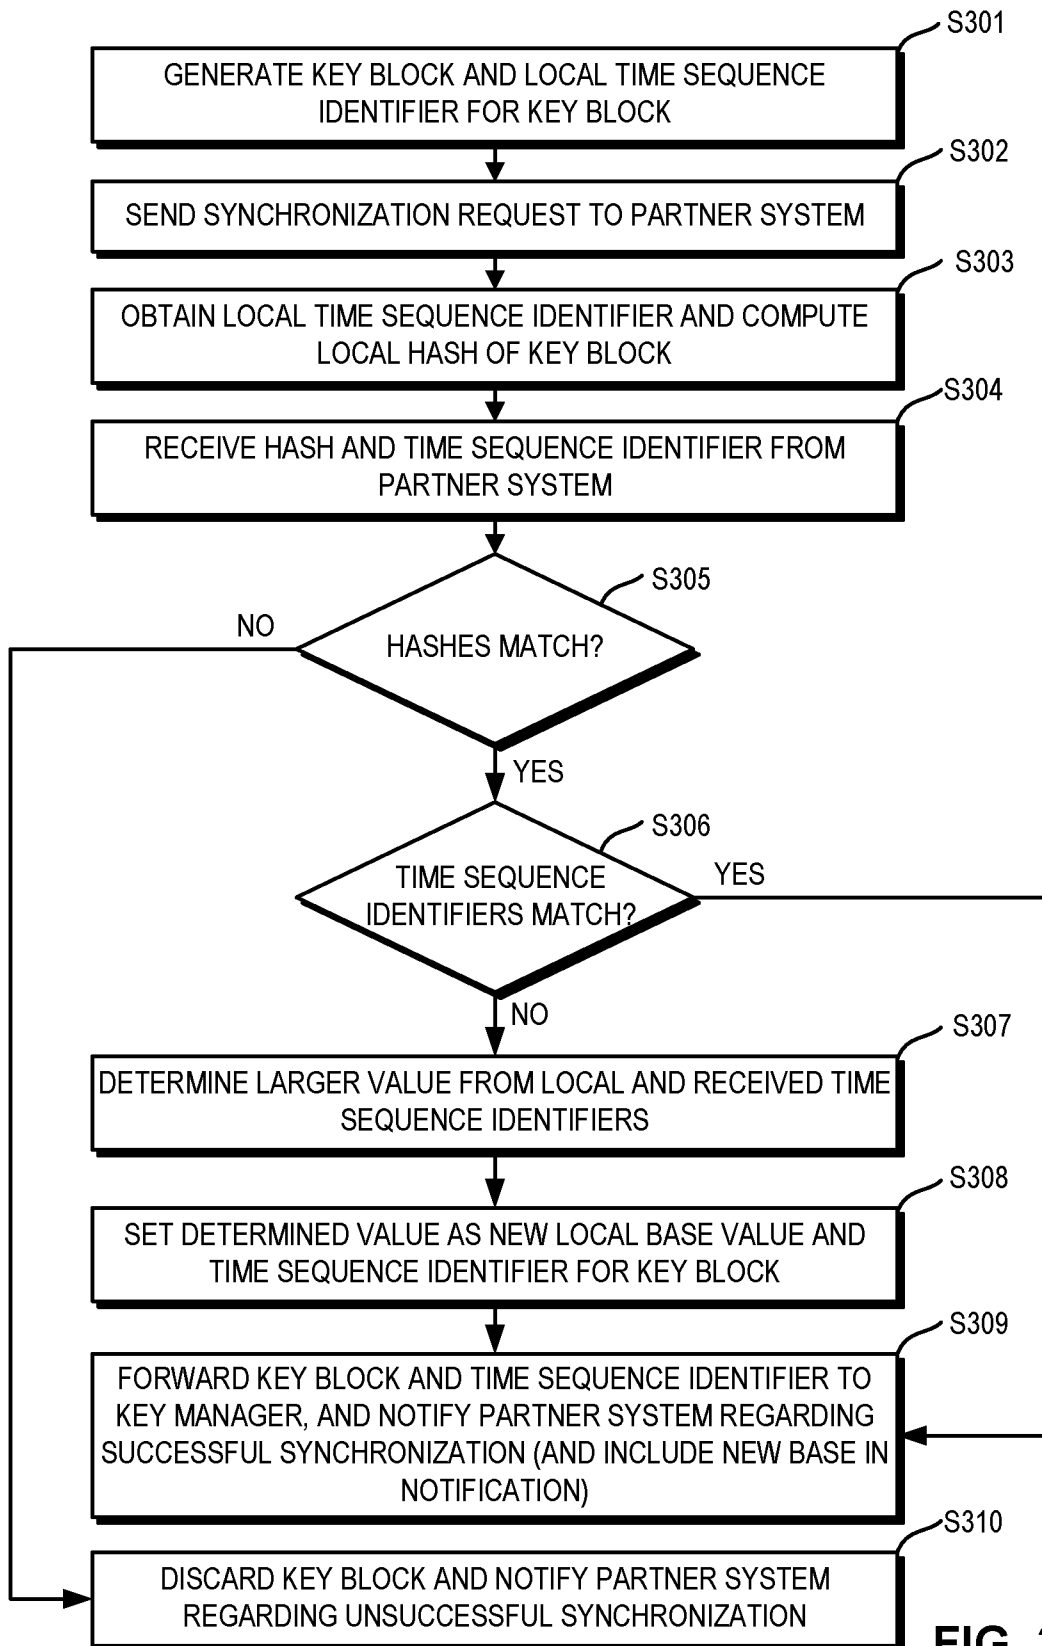 S301
GENERATE KEY BLOCK AND LOCAL TIME SEQUENCE
IDENTIFIER FOR KEY BLOCK
S302
SEND SYNCHRONIZATION REQUEST TO PARTNER SYSTEM
S303
OBTAIN LOCAL TIME SEQUENCE IDENTIFIER AND COMPUTE
LOCAL HASH OF KEY BLOCK
S304
RECEIVE HASH AND TIME SEQUENCE IDENTIFIER FROM
PARTNER SYSTEM
S305
NO
HASHES MATCH?
YES
S306
TIME SEQUENCE
IDENTIFIERS MATCH?
YES
NO
S307
DETERMINE LARGER VALUE FROM LOCAL AND RECEIVED TIME
SEQUENCE IDENTIFIERS
S308
SET DETERMINED VALUE AS NEW LOCAL BASE VALUE AND
TIME SEQUENCE IDENTIFIER FOR KEY BLOCK
S309
FORWARD KEY BLOCK AND TIME SEQUENCE IDENTIFIER TO
KEY MANAGER, AND NOTIFY PARTNER SYSTEM REGARDING
SUCCESSFUL SYNCHRONIZATION (AND INCLUDE NEW BASE IN
NOTIFICATION)
S310
DISCARD KEY BLOCK AND NOTIFY PARTNER SYSTEM
REGARDING UNSUCCESSFUL SYNCHRONIZATION
FIG.